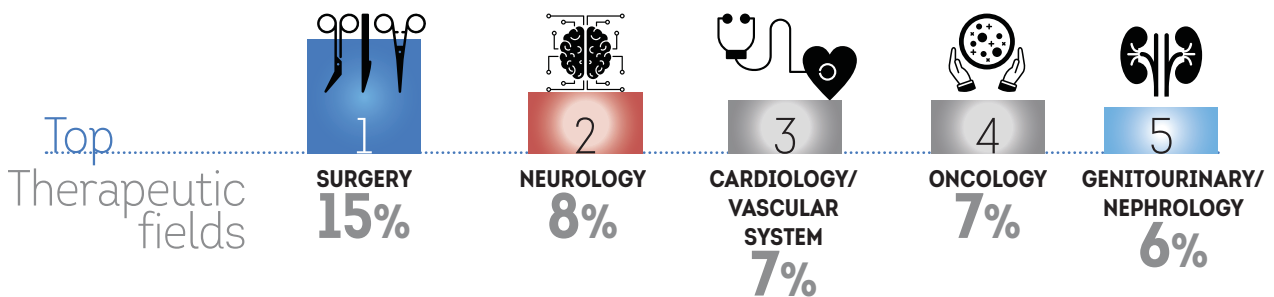 Top
Therapeutic
fields
1
SURGERY
15%
2
NEUROLOGY
8%
3
CARDIOLOGY/
VASCULAR
SYSTEM
7%
4
ONCOLOGY
7%
5
GENITOURINARY/
NEPHROLOGY
6%